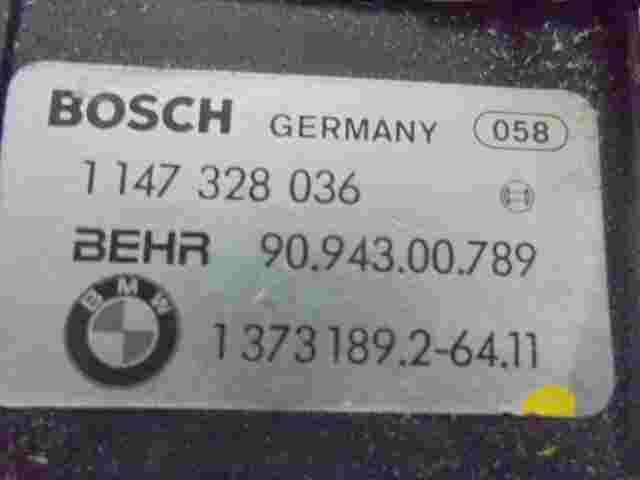 BOSCH GERMANY 058
1 147 328 036
BEHR 90.943.00.789
BMW 1 373 189.2-64.11